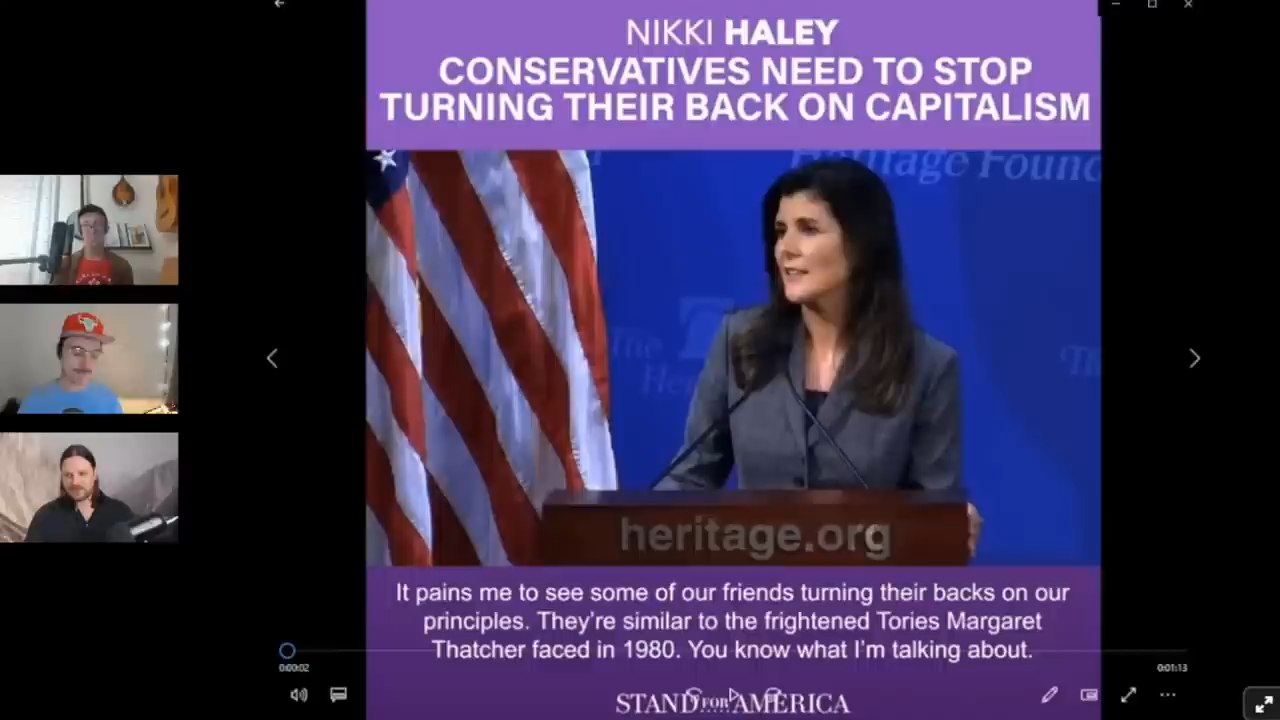 NIKKI HALEY
CONSERVATIVES NEED TO STOP
TURNING THEIR BACK ON CAPITALISM
Heritage Found
The
Her
heritage.org
It pains me to see some of our friends turning their backs on our
principles. They're similar to the frightened Tories Margaret
Thatcher faced in 1980. You know what I'm talking about.
0:00:02
0:01:13
STAND FOR AMERICA